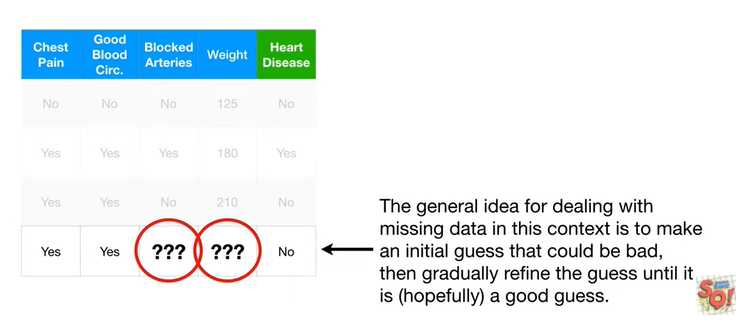 Chest Pain
Good Blood Circ.
Blocked Arteries
Weight
Heart Disease
No No No 125 No
Yes Yes Yes 180 Yes
Yes Yes No 210 No
Yes Yes ??? ??? No
The general idea for dealing with
missing data in this context is to make
an initial guess that could be bad,
then gradually refine the guess until it
is (hopefully) a good guess.
SQ!